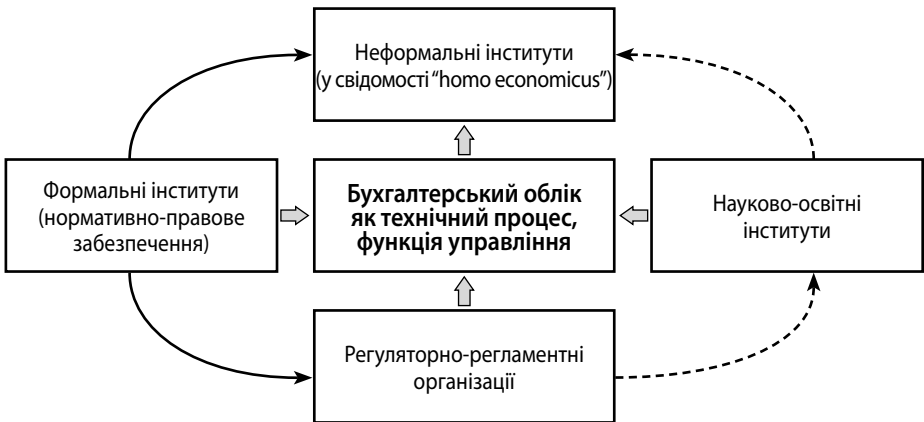 Неформальні інститути
(у свідомості “homo economicus”)
Формальні інститути
(нормативно-правове
забезпечення)
Бухгалтерський облік
як технічний процес,
функція управління
Науково-освітні
інститути
Регуляторно-регламентні
організації